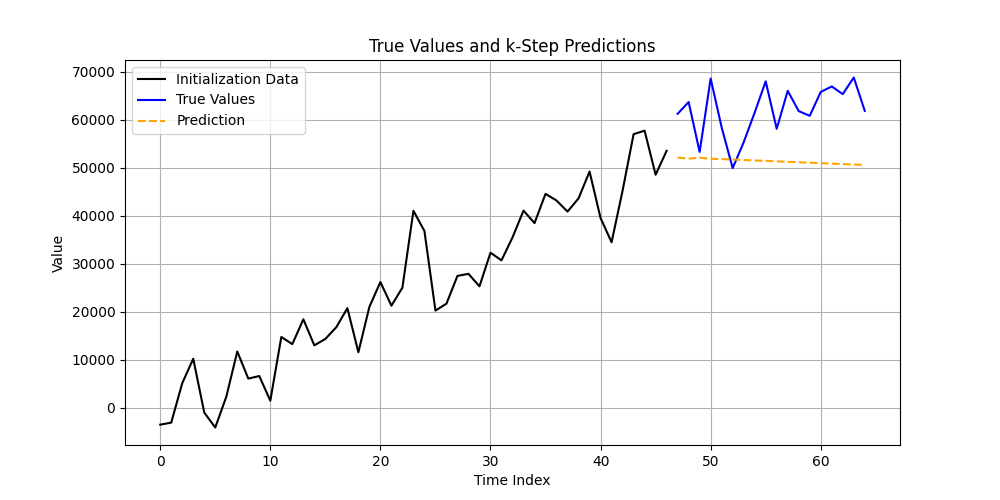 True Values and k-Step Predictions
Initialization Data
True Values
Prediction
70000
60000
50000
40000
30000
20000
10000
0
Value
0 10 20 30 40 50 60
Time Index